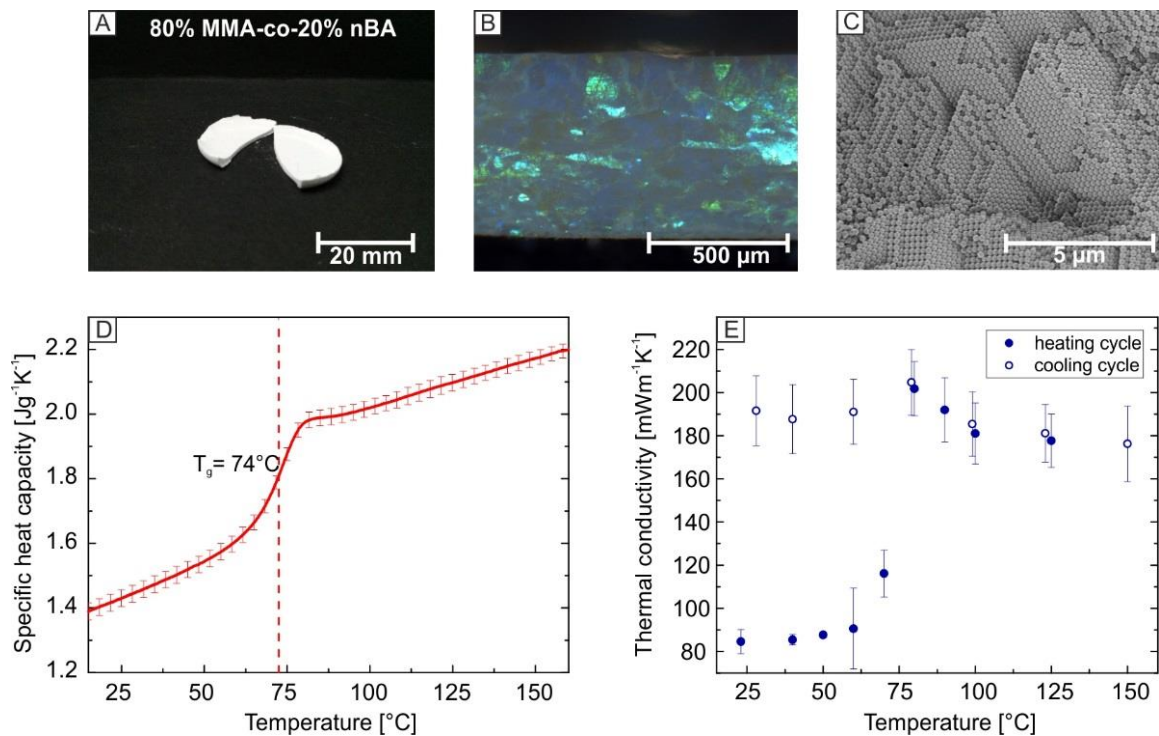 A
80% MMA-co-20% nBA
20 mm
B
500 µm
C
5 µm
D
Specific heat capacity [Jg⁻¹K⁻¹]
2.2
2.0
1.8
1.6
1.4
1.2
Tg= 74°C
25 50 75 100 125 150
Temperature [°C]
E
heating cycle
cooling cycle
Thermal conductivity [mWm⁻¹K⁻¹]
220
200
180
160
140
120
100
80
25 50 75 100 125 150
Temperature [°C]